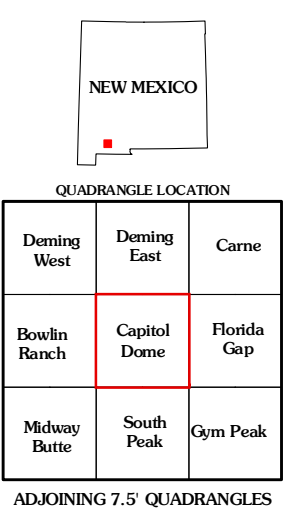 NEW MEXICO
QUADRANGLE LOCATION
Deming
West
Deming
East
Carne
Bowlin
Ranch
Capitol
Dome
Florida
Gap
Midway
Butte
South
Peak
Gym Peak
ADJOINING 7.5' QUADRANGLES